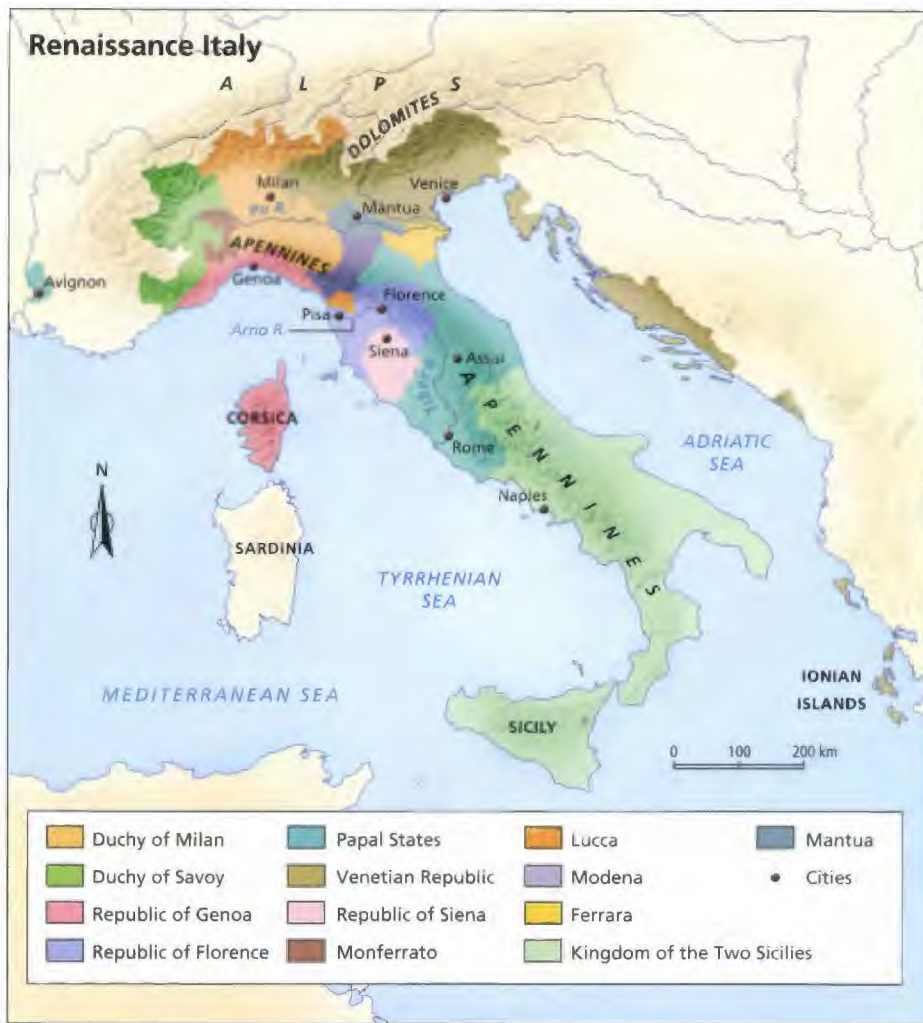 Renaissance Italy
A L P S
DOLOMITES
Milan
Venice
Po R.
Mantua
APENNINES
Avignon
Genoa
Florence
Pisa
Arno R.
Siena
Assisi
Tiber R.
APENNINES
CORSICA
Rome
ADRIATIC
SEA
N
Naples
SARDINIA
TYRRHENIAN
SEA
MEDITERRANEAN SEA
IONIAN
ISLANDS
SICILY
0 100 200 km
Duchy of Milan
Papal States
Lucca
Mantua
Duchy of Savoy
Venetian Republic
Modena
Cities
Republic of Genoa
Republic of Siena
Ferrara
Republic of Florence
Monferrato
Kingdom of the Two Sicilies